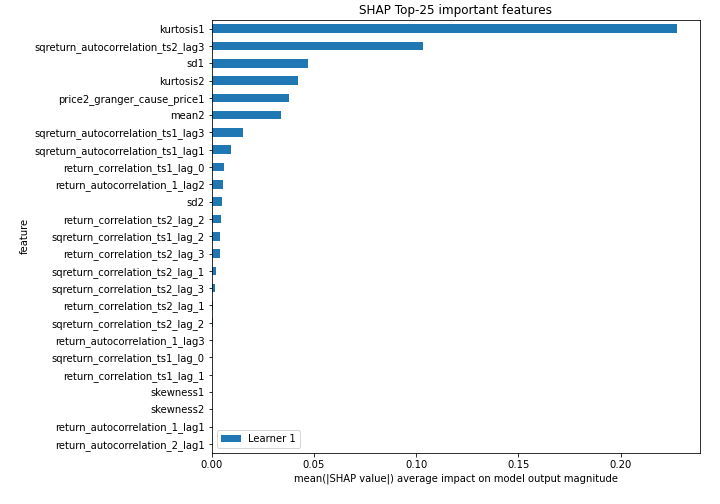 SHAP Top-25 important features
kurtosis1
sqreturn_autocorrelation_ts2_lag3
sd1
kurtosis2
price2_granger_cause_price1
mean2
sqreturn_autocorrelation_ts1_lag3
sqreturn_autocorrelation_ts1_lag1
return_correlation_ts1_lag_0
return_autocorrelation_1_lag2
sd2
return_correlation_ts2_lag_2
sqreturn_correlation_ts1_lag_2
return_correlation_ts2_lag_3
sqreturn_correlation_ts2_lag_1
sqreturn_correlation_ts2_lag_3
return_correlation_ts2_lag_1
sqreturn_correlation_ts2_lag_2
return_autocorrelation_1_lag3
sqreturn_correlation_ts1_lag_0
return_correlation_ts1_lag_1
skewness1
skewness2
return_autocorrelation_1_lag1
return_autocorrelation_2_lag1
feature
Learner 1
0.00 0.05 0.10 0.15 0.20
mean(|SHAP value|) average impact on model output magnitude